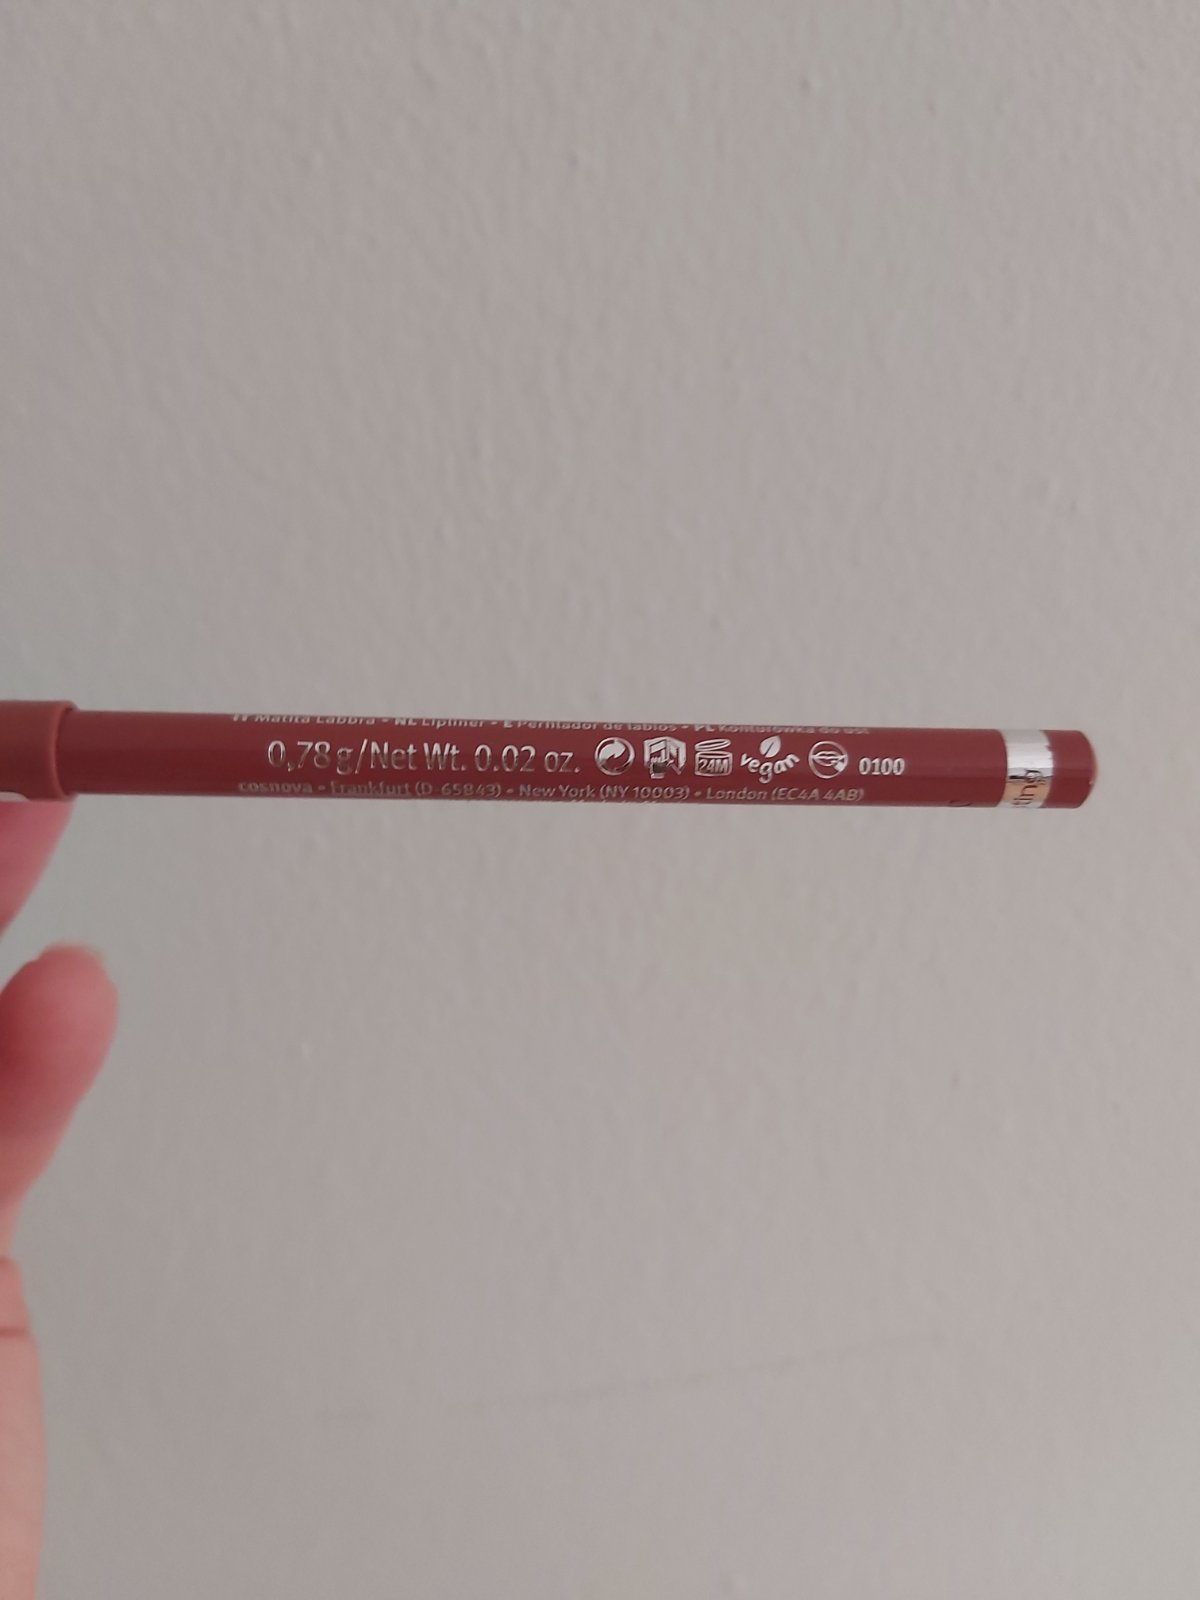 IT Matita Labbra • NL Lipliner • E Perfilador de labios • PL Konturówka do ust
0,78 g/Net Wt. 0.02 oz. 24M vegan 0100
cosnova • Frankfurt (D-65843) • New York (NY 10003) • London (EC4A 4AB)